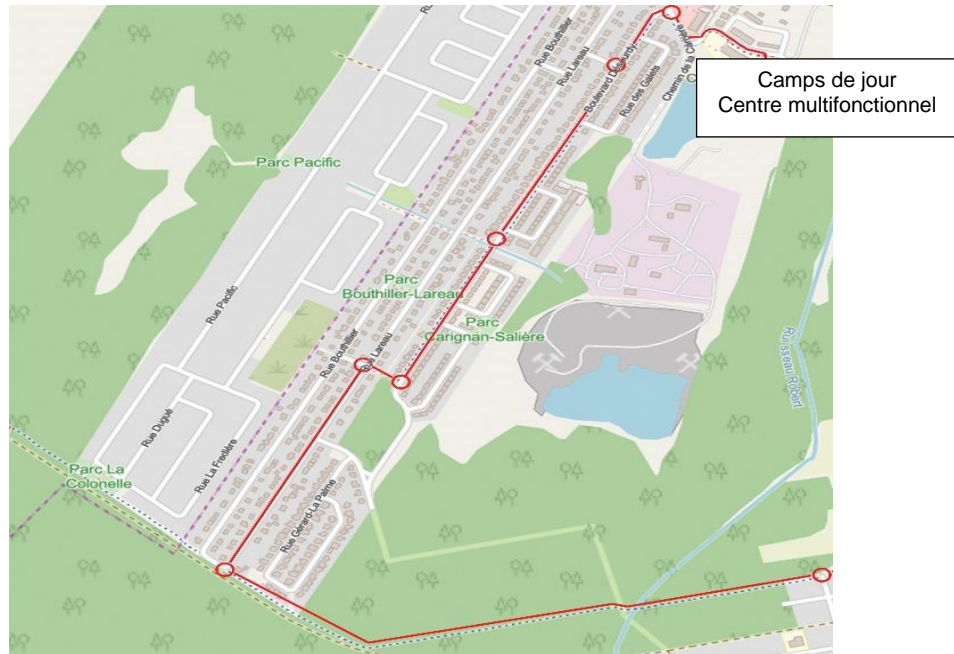 Camps de jour
Centre multifonctionnel
Rue Bouthillier
Rue Lareau
Boulevard Désourdy
Rue des Galets
Chemin de la Carrière
Parc Pacific
Rue Pacific
Parc
Bouthiller-Lareau
Parc
Carignan-Salière
Rue Bouthillier
Rue Lareau
Ruisseau Robert
Rue Dugué
Rue La Fredière
Parc La
Colonelle
Rue Gérard-La Palme